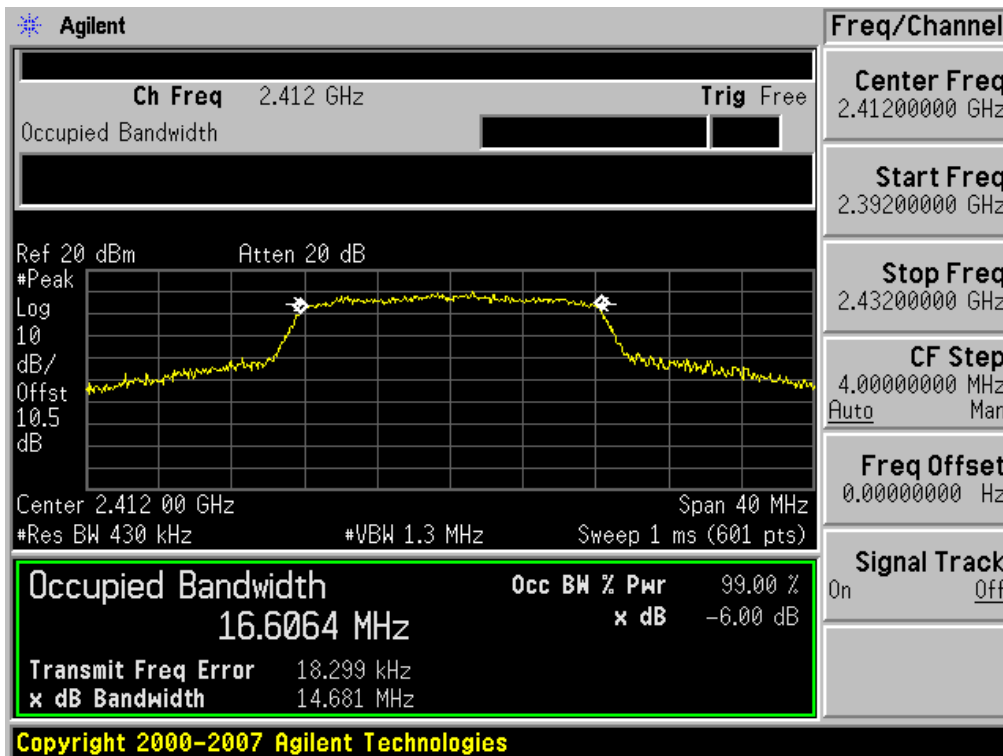 Agilent
Freq/Channel
Ch Freq 2.412 GHz Trig Free
Occupied Bandwidth
Center Freq
2.41200000 GHz
Start Freq
2.39200000 GHz
Stop Freq
2.43200000 GHz
CF Step
4.00000000 MHz
Auto Man
Freq Offset
0.00000000 Hz
Signal Track
On Off
Ref 20 dBm Atten 20 dB
#Peak
Log
10
dB/
Offst
10.5
dB
Center 2.412 00 GHz Span 40 MHz
#Res BW 430 kHz #VBW 1.3 MHz Sweep 1 ms (601 pts)
Occupied Bandwidth
16.6064 MHz
Occ BW % Pwr 99.00 %
x dB -6.00 dB
Transmit Freq Error 18.299 kHz
x dB Bandwidth 14.681 MHz
Copyright 2000-2007 Agilent Technologies